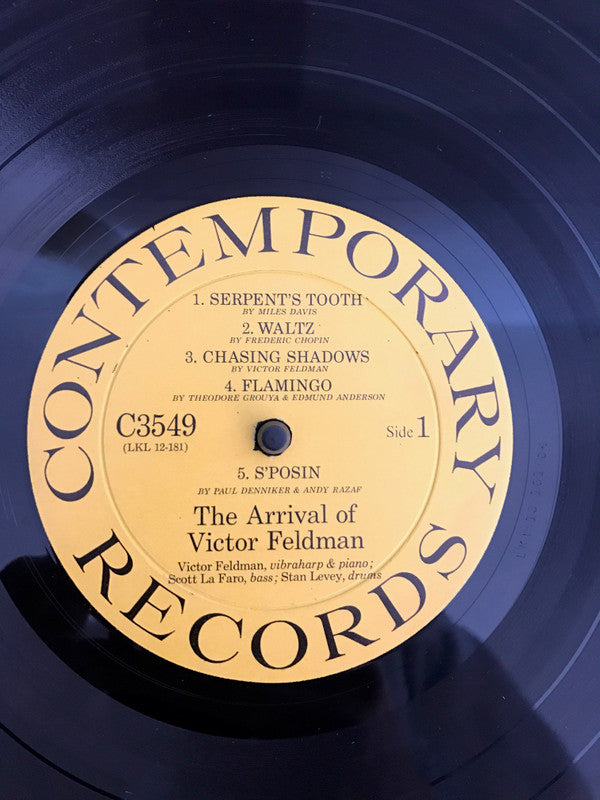 CONTEMPORARY
1. SERPENT'S TOOTH
BY MILES DAVIS
2. WALTZ
BY FREDERIC CHOPIN
3. CHASING SHADOWS
BY VICTOR FELDMAN
4. FLAMINGO
BY THEODORE GROUYA & EDMUND ANDERSON
C3549
(LKL 12-181)
Side 1
5. S'POSIN
BY PAUL DENNIKER & ANDY RAZAF
The Arrival of
Victor Feldman
Victor Feldman, vibraharp & piano;
Scott La Faro, bass; Stan Levey, drums
RECORDS